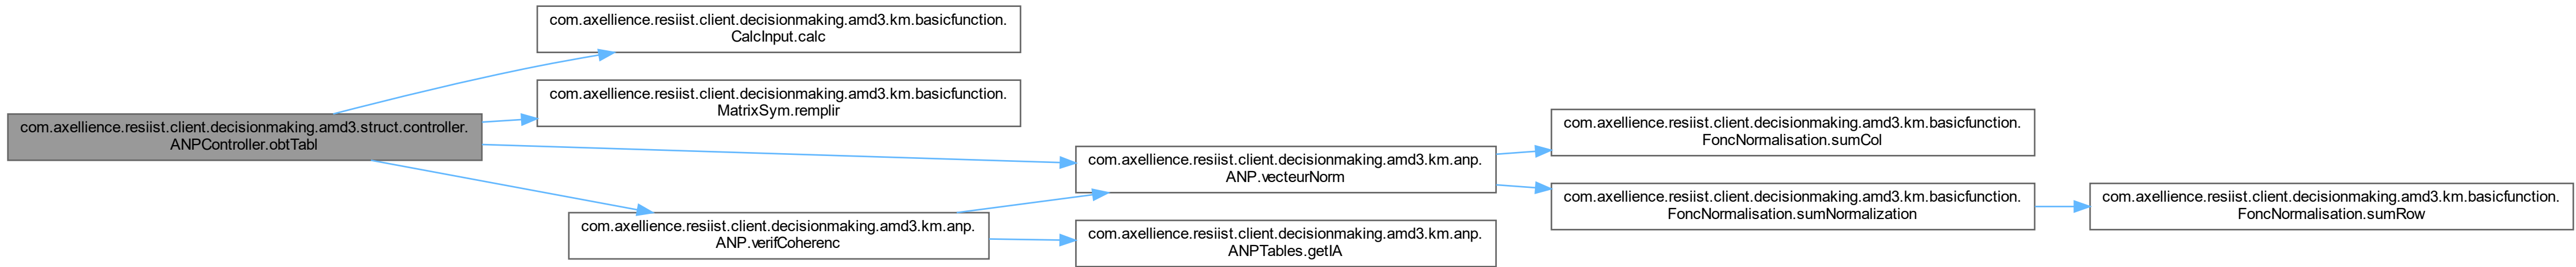 com.axellience.resiist.client.decisionmaking.amd3.km.basicfunction.
CalcInput.calc
com.axellience.resiist.client.decisionmaking.amd3.km.basicfunction.
MatrixSym.remplir
com.axellience.resiist.client.decisionmaking.amd3.struct.controller.
ANPController.obtTabl
com.axellience.resiist.client.decisionmaking.amd3.km.anp.
ANP.vecteurNorm
com.axellience.resiist.client.decisionmaking.amd3.km.basicfunction.
FoncNormalisation.sumCol
com.axellience.resiist.client.decisionmaking.amd3.km.basicfunction.
FoncNormalisation.sumNormalization
com.axellience.resiist.client.decisionmaking.amd3.km.basicfunction.
FoncNormalisation.sumRow
com.axellience.resiist.client.decisionmaking.amd3.km.anp.
ANP.verifCoherenc
com.axellience.resiist.client.decisionmaking.amd3.km.anp.
ANPTables.getIA